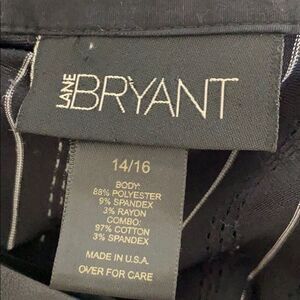 LANE BRYANT
14/16
BODY:
88% POLYESTER
9% SPANDEX
3% RAYON
COMBO:
97% COTTON
3% SPANDEX
MADE IN U.S.A.
OVER FOR CARE